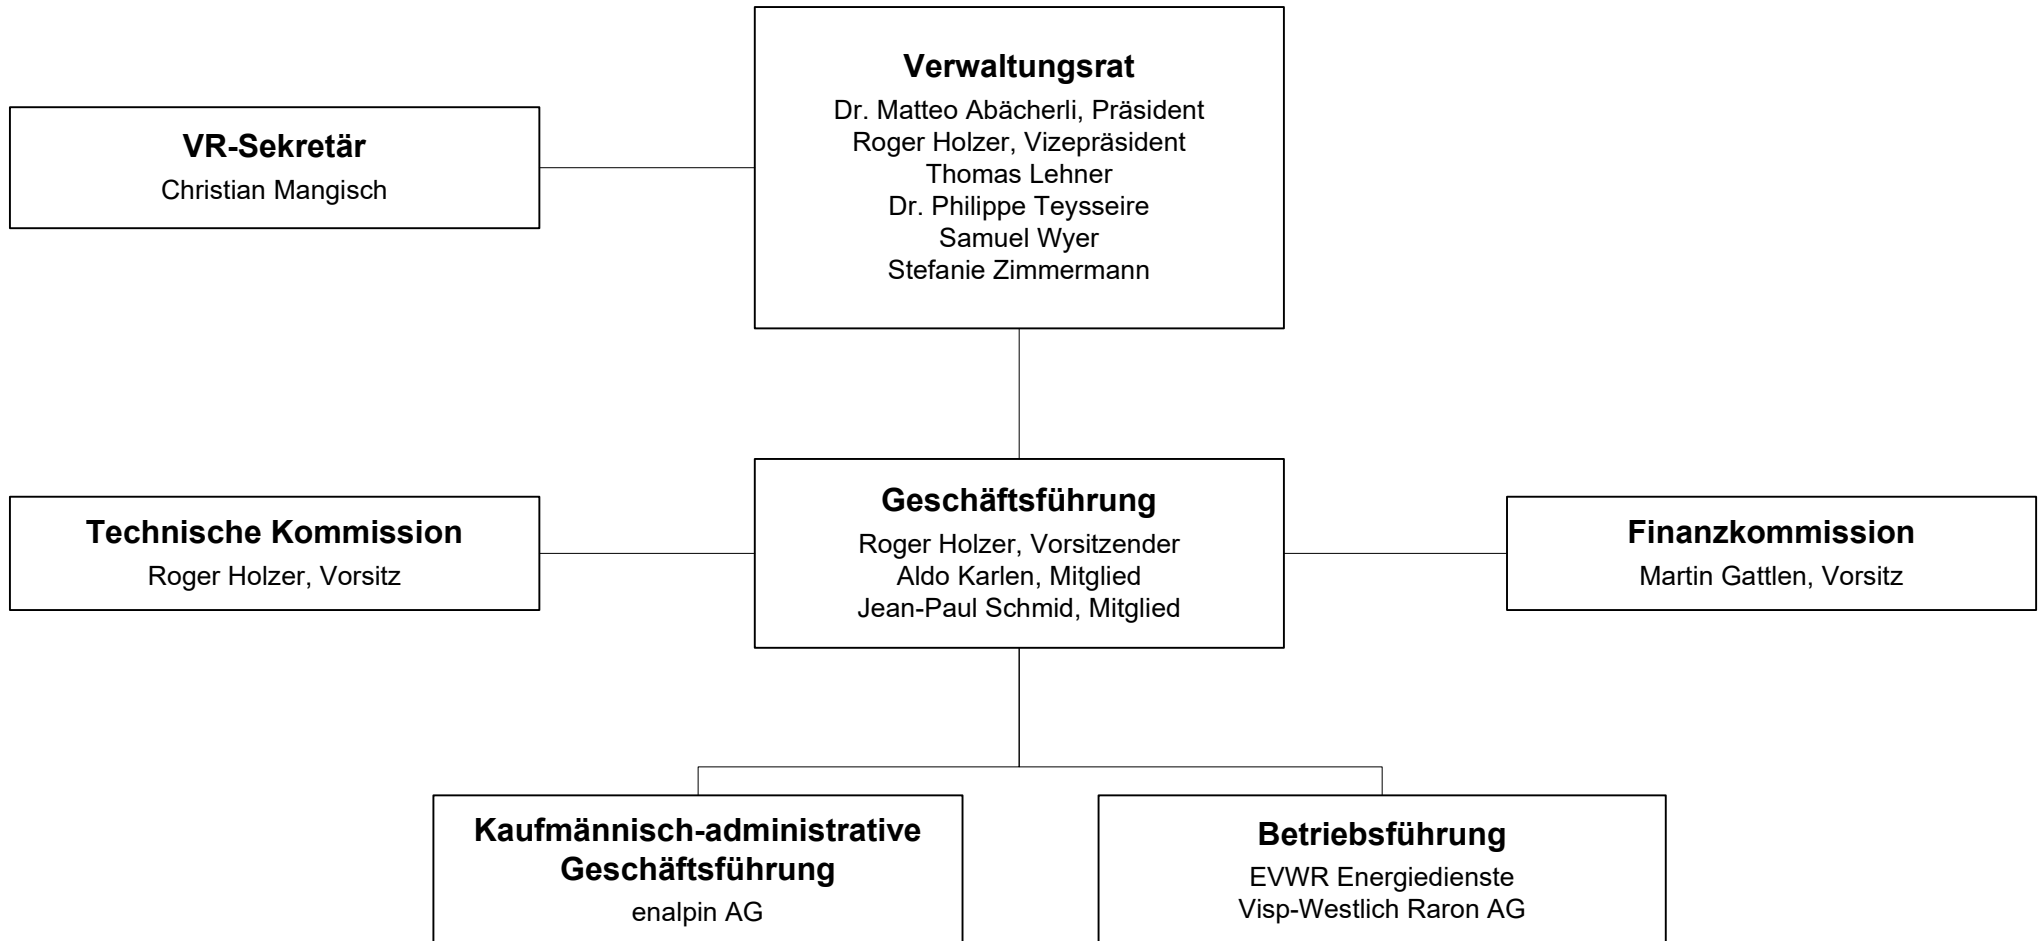 Verwaltungsrat
Dr. Matteo Abächerli, Präsident
Roger Holzer, Vizepräsident
Thomas Lehner
Dr. Philippe Teysseire
Samuel Wyer
Stefanie Zimmermann
VR-Sekretär
Christian Mangisch
Technische Kommission
Roger Holzer, Vorsitz
Geschäftsführung
Roger Holzer, Vorsitzender
Aldo Karlen, Mitglied
Jean-Paul Schmid, Mitglied
Finanzkommission
Martin Gattlen, Vorsitz
Kaufmännisch-administrative
Geschäftsführung
enalpin AG
Betriebsführung
EVWR Energiedienste
Visp-Westlich Raron AG